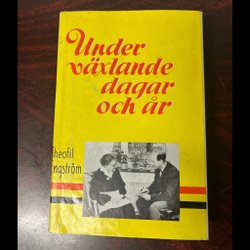 Under
växlande
dagar
och år
Theofil
Engström